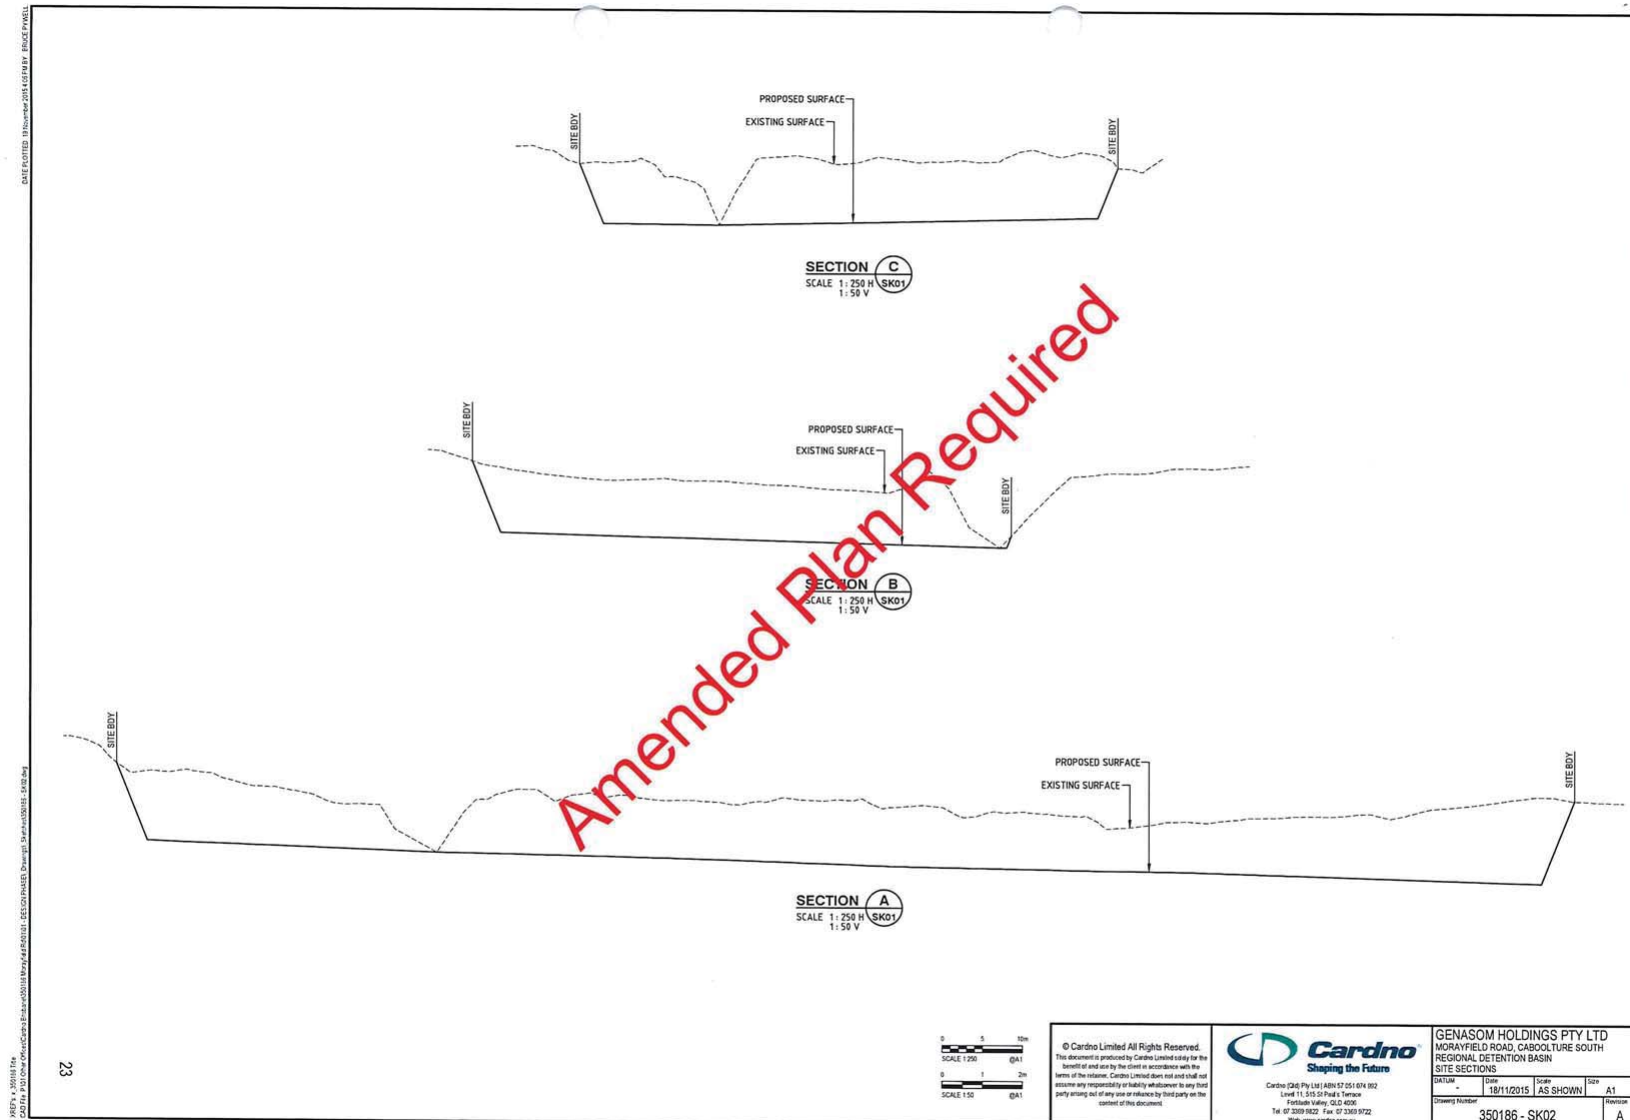 DATE PLOTTED: 19 November 2015 4:06 PM BY : BRUCE PYWELL
SITE BDY
PROPOSED SURFACE
EXISTING SURFACE
SITE BDY
SECTION C
SCALE 1 : 250 H SK01
1 : 50 V
SITE BDY
PROPOSED SURFACE
EXISTING SURFACE
SITE BDY
SECTION B
SCALE 1 : 250 H SK01
1 : 50 V
Amended Plan Required
SITE BDY
PROPOSED SURFACE
EXISTING SURFACE
SITE BDY
SECTION A
SCALE 1 : 250 H SK01
1 : 50 V
23
0 5 10m
SCALE 1:250 @A1
0 1 2m
SCALE 1:50 @A1
© Cardno Limited All Rights Reserved.
This document is produced by Cardno Limited solely for the
benefit of and use by the client in accordance with the
terms of the retainer. Cardno Limited does not and shall not
assume any responsibility or liability whatsoever to any third
party arising out of any use or reliance by third party on the
content of this document.
Cardno
Shaping the Future
Cardno (Qld) Pty Ltd | ABN 57 051 074 992
Level 11, 515 St Paul's Terrace
Fortitude Valley, QLD 4006
Tel: 07 3369 9822 Fax: 07 3369 9722
GENASOM HOLDINGS PTY LTD
MORAYFIELD ROAD, CABOOLTURE SOUTH
REGIONAL DETENTION BASIN
SITE SECTIONS
DATUM Date Scale Size
- 18/11/2015 AS SHOWN A1
Drawing Number Revision
350186 - SK02 A